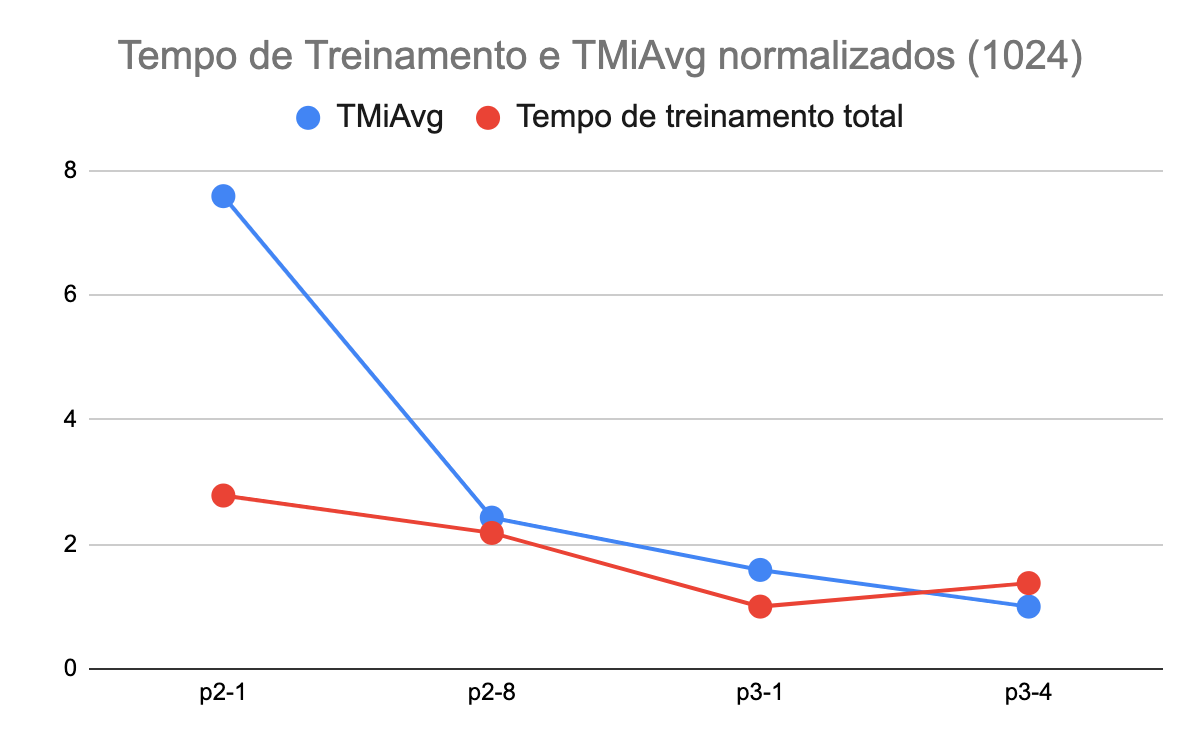 Tempo de Treinamento e TMiAvg normalizados (1024)
TMiAvg Tempo de treinamento total
8
6
4
2
0
p2-1 p2-8 p3-1 p3-4